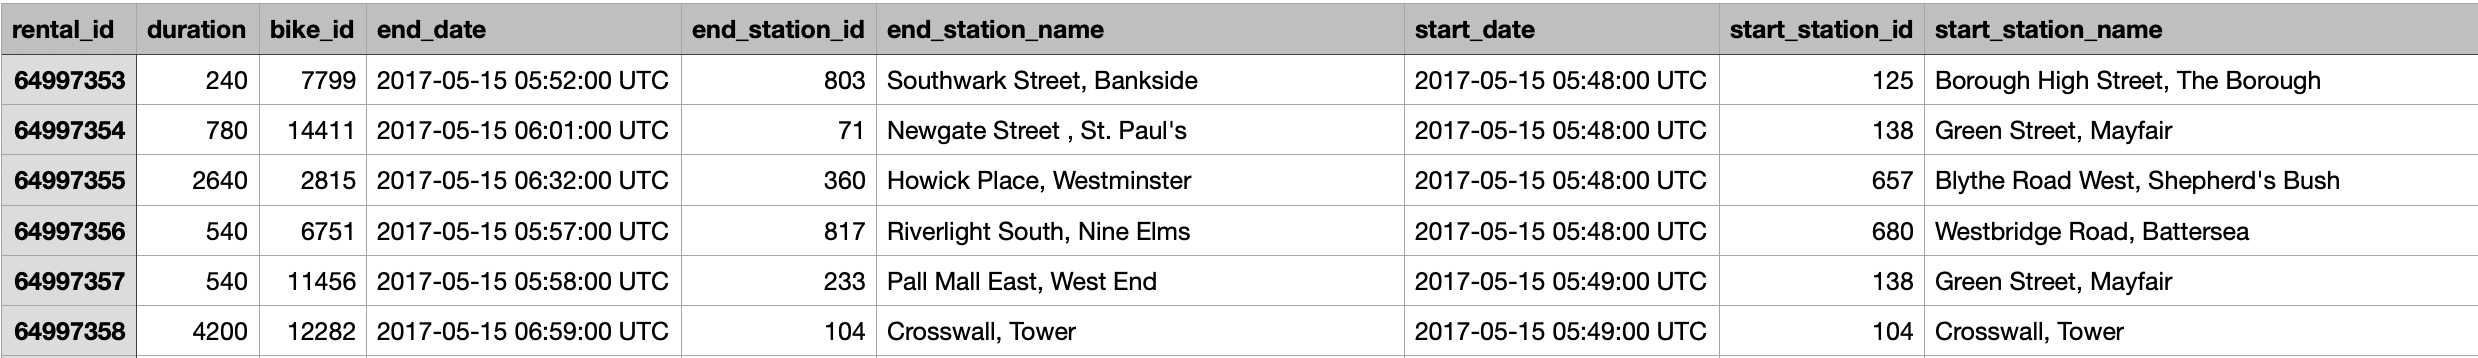 rental_id duration bike_id end_date end_station_id end_station_name start_date start_station_id start_station_name
64997353 240 7799 2017-05-15 05:52:00 UTC 803 Southwark Street, Bankside 2017-05-15 05:48:00 UTC 125 Borough High Street, The Borough
64997354 780 14411 2017-05-15 06:01:00 UTC 71 Newgate Street , St. Paul's 2017-05-15 05:48:00 UTC 138 Green Street, Mayfair
64997355 2640 2815 2017-05-15 06:32:00 UTC 360 Howick Place, Westminster 2017-05-15 05:48:00 UTC 657 Blythe Road West, Shepherd's Bush
64997356 540 6751 2017-05-15 05:57:00 UTC 817 Riverlight South, Nine Elms 2017-05-15 05:48:00 UTC 680 Westbridge Road, Battersea
64997357 540 11456 2017-05-15 05:58:00 UTC 233 Pall Mall East, West End 2017-05-15 05:49:00 UTC 138 Green Street, Mayfair
64997358 4200 12282 2017-05-15 06:59:00 UTC 104 Crosswall, Tower 2017-05-15 05:49:00 UTC 104 Crosswall, Tower